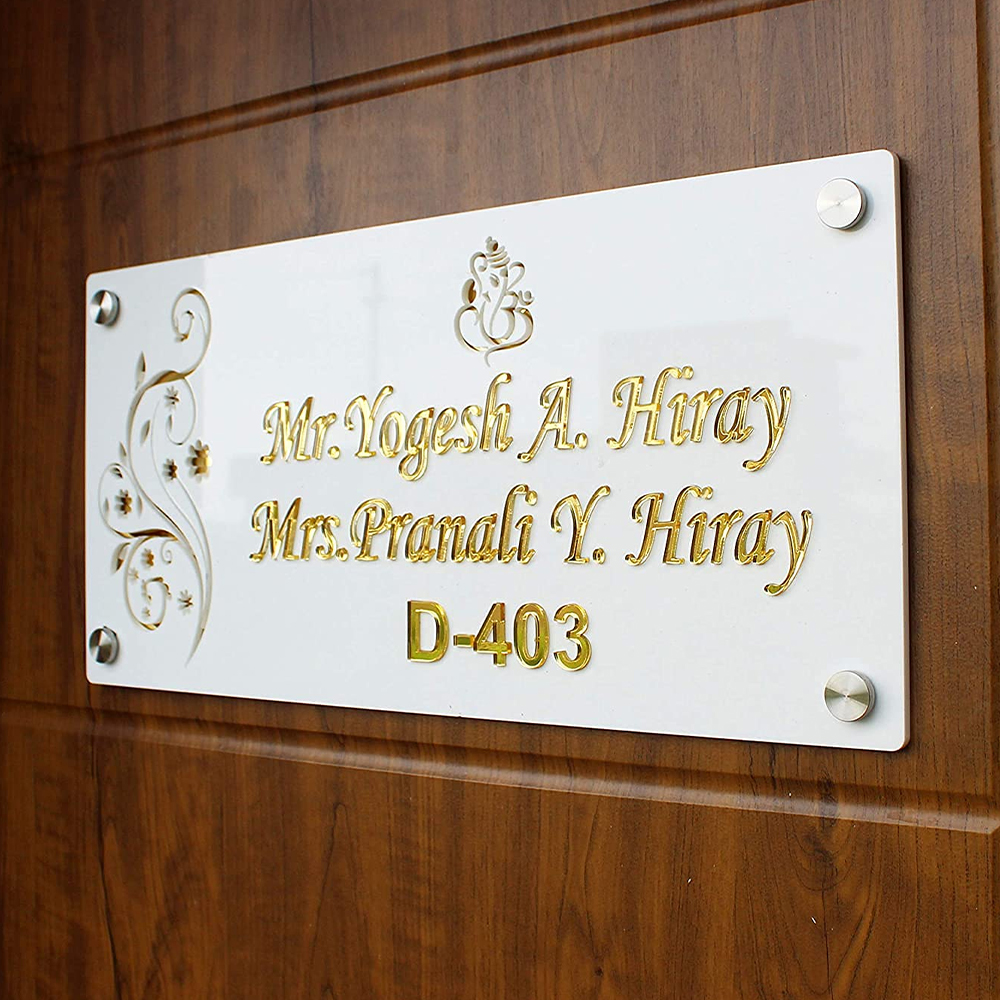 Mr.Yogesh A. Hiray
Mrs.Pranali Y. Hiray
D-403